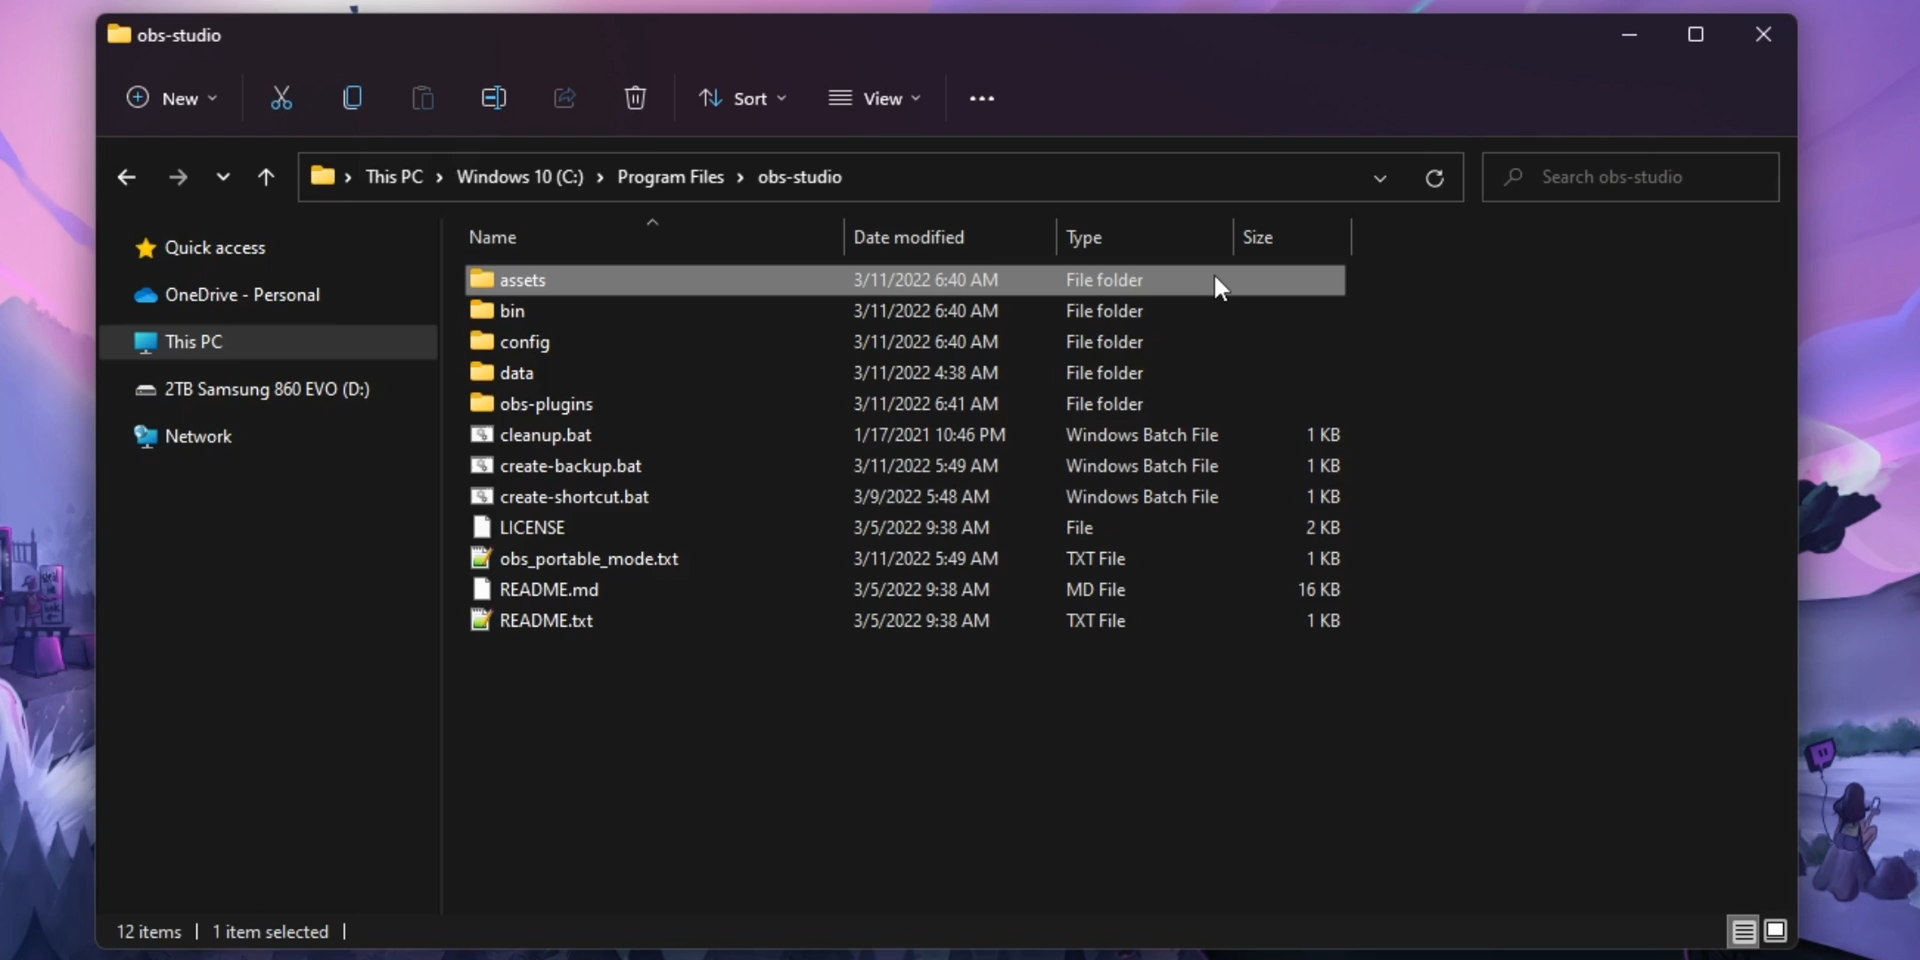 obs-studio
New
Sort
View
This PC > Windows 10 (C:) > Program Files > obs-studio
Search obs-studio
Quick access
OneDrive - Personal
This PC
2TB Samsung 860 EVO (D:)
Network
Name Date modified Type Size
assets 3/11/2022 6:40 AM File folder
bin 3/11/2022 6:40 AM File folder
config 3/11/2022 6:40 AM File folder
data 3/11/2022 4:38 AM File folder
obs-plugins 3/11/2022 6:41 AM File folder
cleanup.bat 1/17/2021 10:46 PM Windows Batch File 1 KB
create-backup.bat 3/11/2022 5:49 AM Windows Batch File 1 KB
create-shortcut.bat 3/9/2022 5:48 AM Windows Batch File 1 KB
LICENSE 3/5/2022 9:38 AM File 2 KB
obs_portable_mode.txt 3/11/2022 5:49 AM TXT File 1 KB
README.md 3/5/2022 9:38 AM MD File 16 KB
README.txt 3/5/2022 9:38 AM TXT File 1 KB
12 items 1 item selected